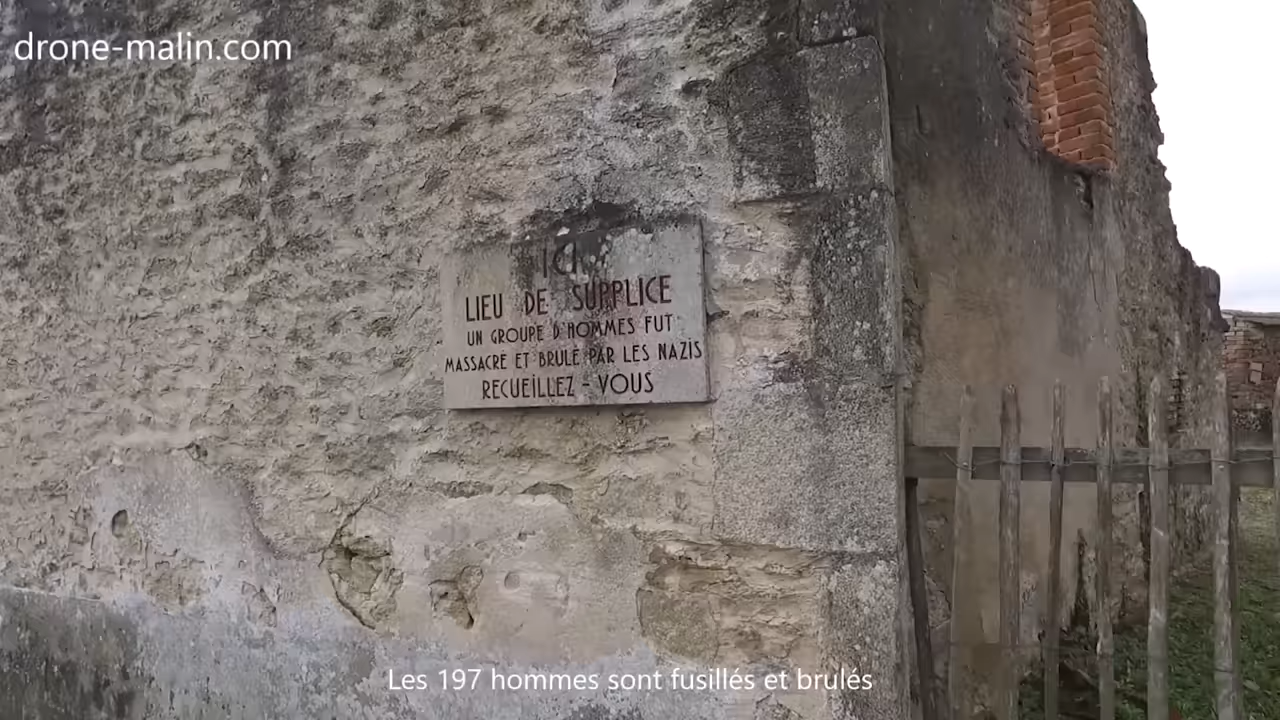 drone-malin.com
ICI
LIEU DE SUPPLICE
UN GROUPE D'HOMMES FUT
MASSACRE ET BRULE PAR LES NAZIS
RECUEILLEZ - VOUS
Les 197 hommes sont fusillés et brulés